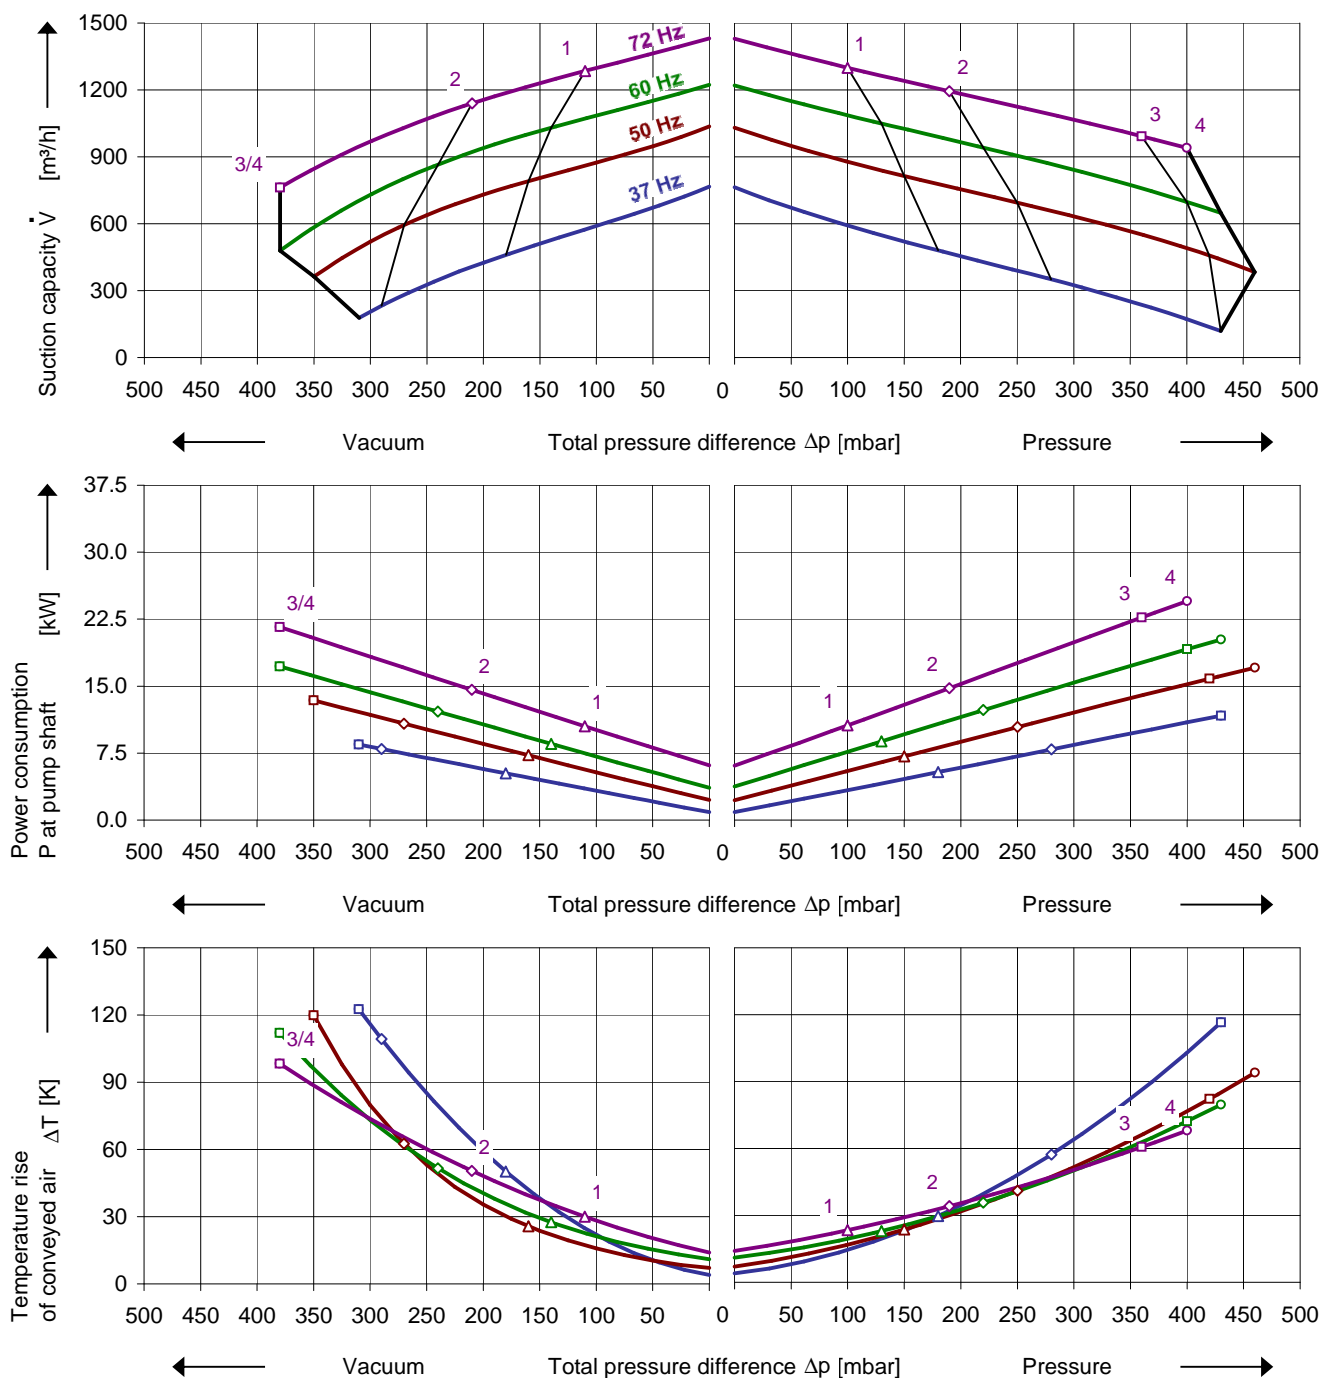 Suction capacity V̇ [m³/h]
1500
1200
900
600
300
0
72 Hz
60 Hz
50 Hz
37 Hz
1
2
3/4
1
2
3
4
500 450 400 350 300 250 200 150 100 50 0 50 100 150 200 250 300 350 400 450 500
Vacuum Total pressure difference Δp [mbar] Pressure
Power consumption
P at pump shaft [kW]
37.5
30.0
22.5
15.0
7.5
0.0
3/4
2
1
1
2
3
4
500 450 400 350 300 250 200 150 100 50 0 50 100 150 200 250 300 350 400 450 500
Vacuum Total pressure difference Δp [mbar] Pressure
Temperature rise
of conveyed air ΔT [K]
150
120
90
60
30
0
3/4
2
1
1
2
3
4
500 450 400 350 300 250 200 150 100 50 0 50 100 150 200 250 300 350 400 450 500
Vacuum Total pressure difference Δp [mbar] Pressure